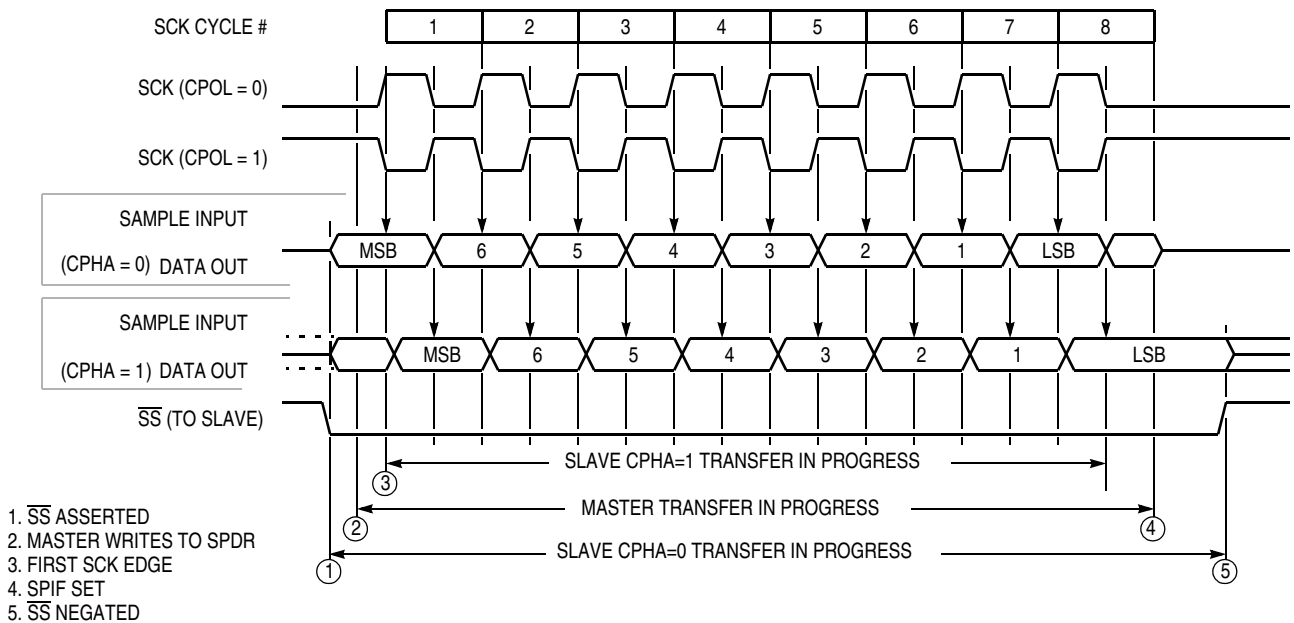 SCK CYCLE #
1 2 3 4 5 6 7 8
SCK (CPOL = 0)
SCK (CPOL = 1)
SAMPLE INPUT
MSB 6 5 4 3 2 1 LSB
(CPHA = 0) DATA OUT
SAMPLE INPUT
MSB 6 5 4 3 2 1 LSB
(CPHA = 1) DATA OUT
SS (TO SLAVE)
SLAVE CPHA=1 TRANSFER IN PROGRESS
3
MASTER TRANSFER IN PROGRESS
2 4
SLAVE CPHA=0 TRANSFER IN PROGRESS
1 5
1. SS ASSERTED
2. MASTER WRITES TO SPDR
3. FIRST SCK EDGE
4. SPIF SET
5. SS NEGATED